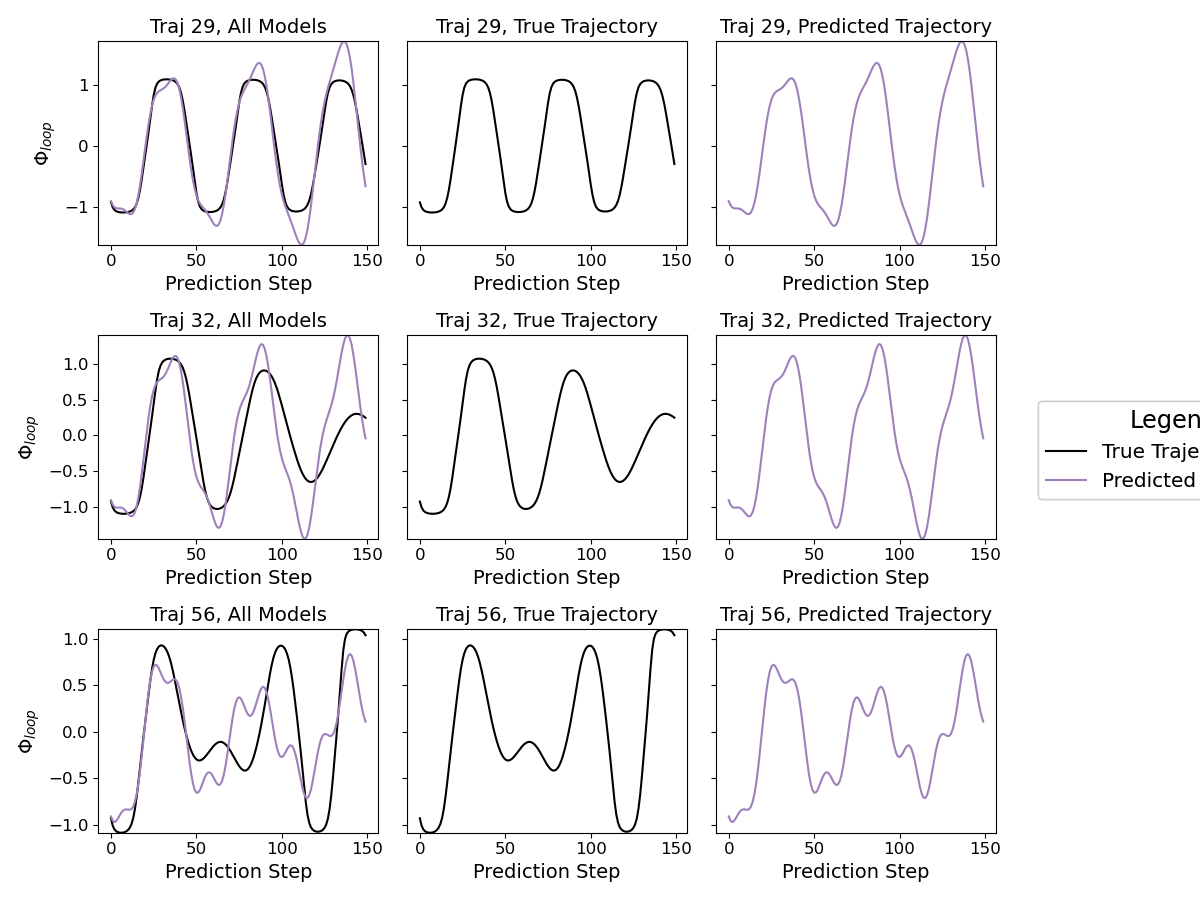 Traj 29, All Models Traj 29, True Trajectory Traj 29, Predicted Trajectory
Φloop
1
0
−1
0 50 100 150 0 50 100 150 0 50 100 150
Prediction Step Prediction Step Prediction Step
Traj 32, All Models Traj 32, True Trajectory Traj 32, Predicted Trajectory
Φloop
1.0
0.5
0.0
−0.5
−1.0
0 50 100 150 0 50 100 150 0 50 100 150
Prediction Step Prediction Step Prediction Step
Legen
True Traje
Predicted
Traj 56, All Models Traj 56, True Trajectory Traj 56, Predicted Trajectory
Φloop
1.0
0.5
0.0
−0.5
−1.0
0 50 100 150 0 50 100 150 0 50 100 150
Prediction Step Prediction Step Prediction Step